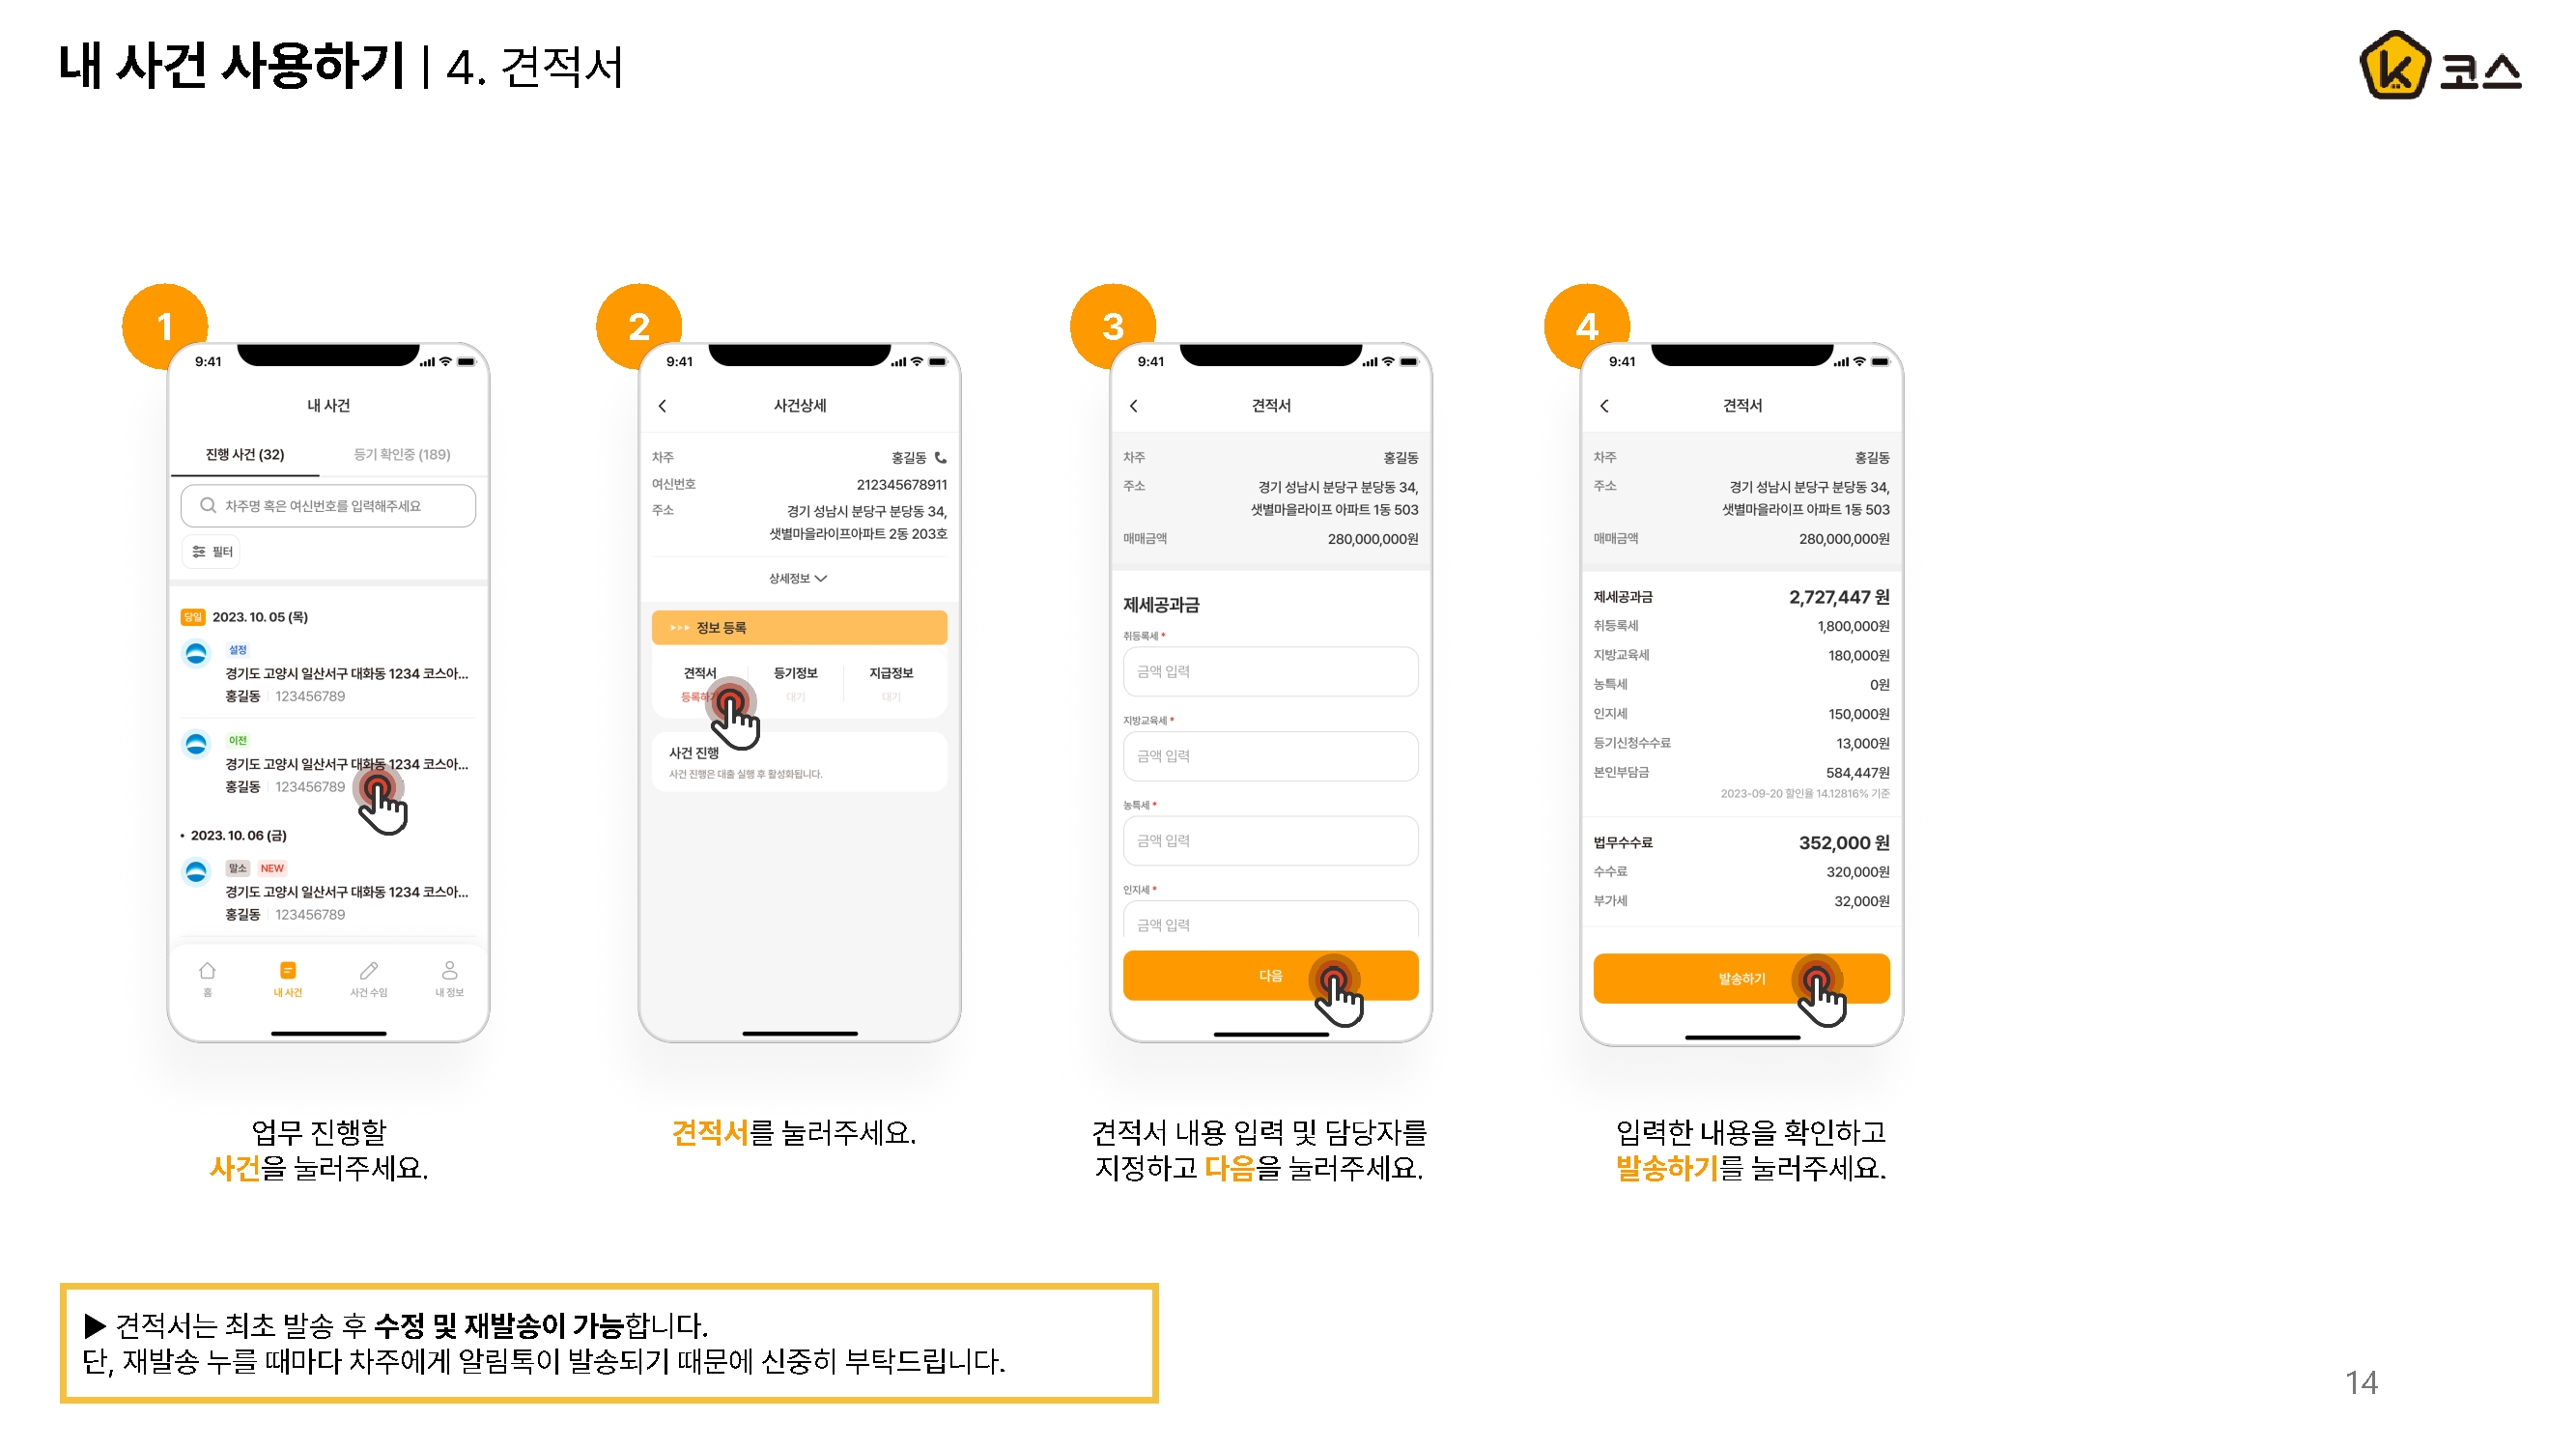 내 사건 사용하기 | 4. 견적서
코스
1
9:41
내 사건
진행 사건 (32)
등기 확인중 (189)
차주명 혹은 여신번호를 입력해주세요
필터
당일 2023. 10. 05 (목)
설정
경기도 고양시 일산서구 대화동 1234 코스아...
홍길동 | 123456789
이전
경기도 고양시 일산서구 대화동 1234 코스아...
홍길동 | 123456789
• 2023. 10. 06 (금)
말소 NEW
경기도 고양시 일산서구 대화동 1234 코스아...
홍길동 | 123456789
홈 내 사건 사건 수임 내 정보
업무 진행할
사건을 눌러주세요.
2
9:41
사건상세
차주 홍길동
여신번호 212345678911
주소 경기 성남시 분당구 분당동 34,
샛별마을라이프아파트 2동 203호
상세정보
정보 등록
견적서 등기정보 지급정보
등록하기 대기 대기
사건 진행
사건 진행은 대출 실행 후 활성화됩니다.
견적서를 눌러주세요.
3
9:41
견적서
차주 홍길동
주소 경기 성남시 분당구 분당동 34,
샛별마을라이프 아파트 1동 503
매매금액 280,000,000원
제세공과금
취등록세 *
금액 입력
지방교육세 *
금액 입력
농특세 *
금액 입력
인지세 *
금액 입력
다음
견적서 내용 입력 및 담당자를
지정하고 다음을 눌러주세요.
4
9:41
견적서
차주 홍길동
주소 경기 성남시 분당구 분당동 34,
샛별마을라이프 아파트 1동 503
매매금액 280,000,000원
제세공과금 2,727,447 원
취등록세 1,800,000원
지방교육세 180,000원
농특세 0원
인지세 150,000원
등기신청수수료 13,000원
본인부담금 584,447원
2023-09-20 할인율 14.12816% 기준
법무수수료 352,000 원
수수료 320,000원
부가세 32,000원
발송하기
입력한 내용을 확인하고
발송하기를 눌러주세요.
▶ 견적서는 최초 발송 후 수정 및 재발송이 가능합니다.
단, 재발송 누를 때마다 차주에게 알림톡이 발송되기 때문에 신중히 부탁드립니다.
14